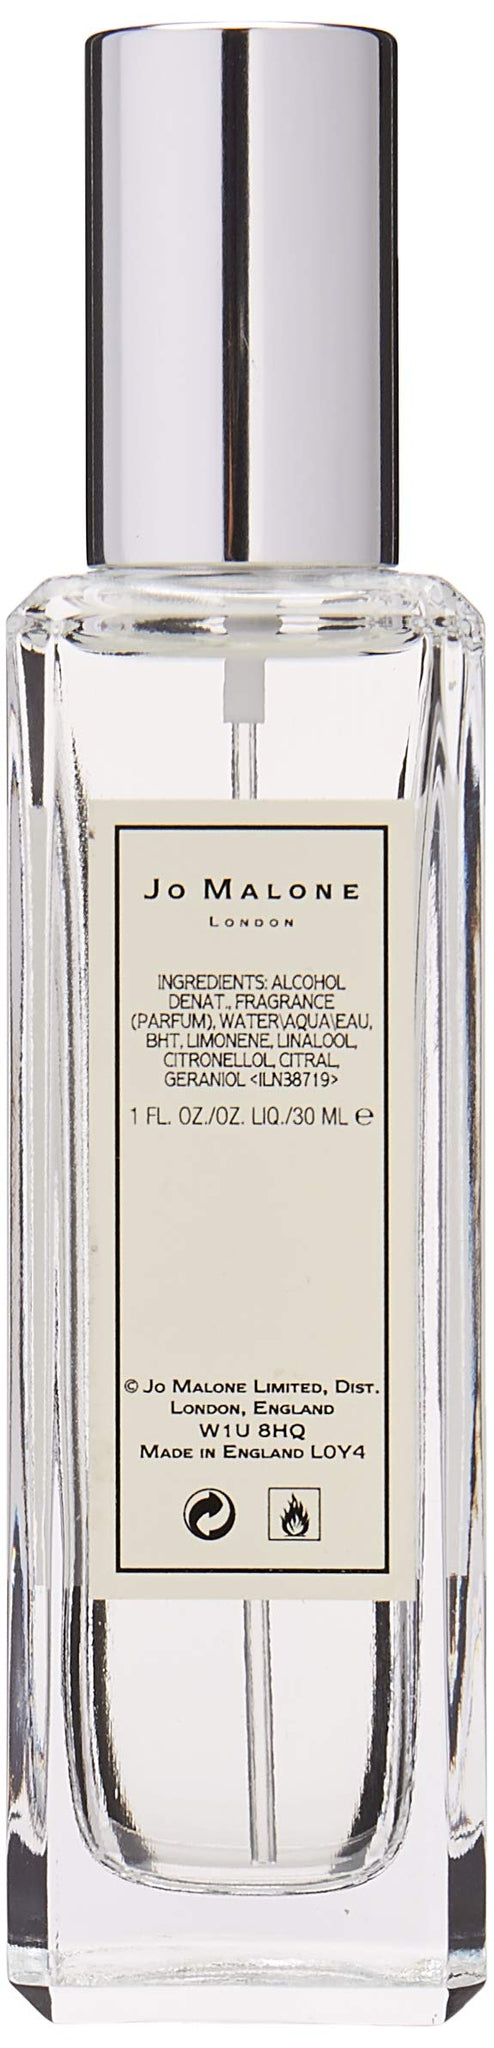 JO MALONE
LONDON
INGREDIENTS: ALCOHOL
DENAT., FRAGRANCE
(PARFUM), WATER\AQUA\EAU,
BHT, LIMONENE, LINALOOL,
CITRONELLOL, CITRAL,
GERANIOL <ILN38719>
1 FL. OZ./OZ. LIQ./30 ML ℮
© JO MALONE LIMITED, DIST.
LONDON, ENGLAND
W1U 8HQ
MADE IN ENGLAND L0Y4